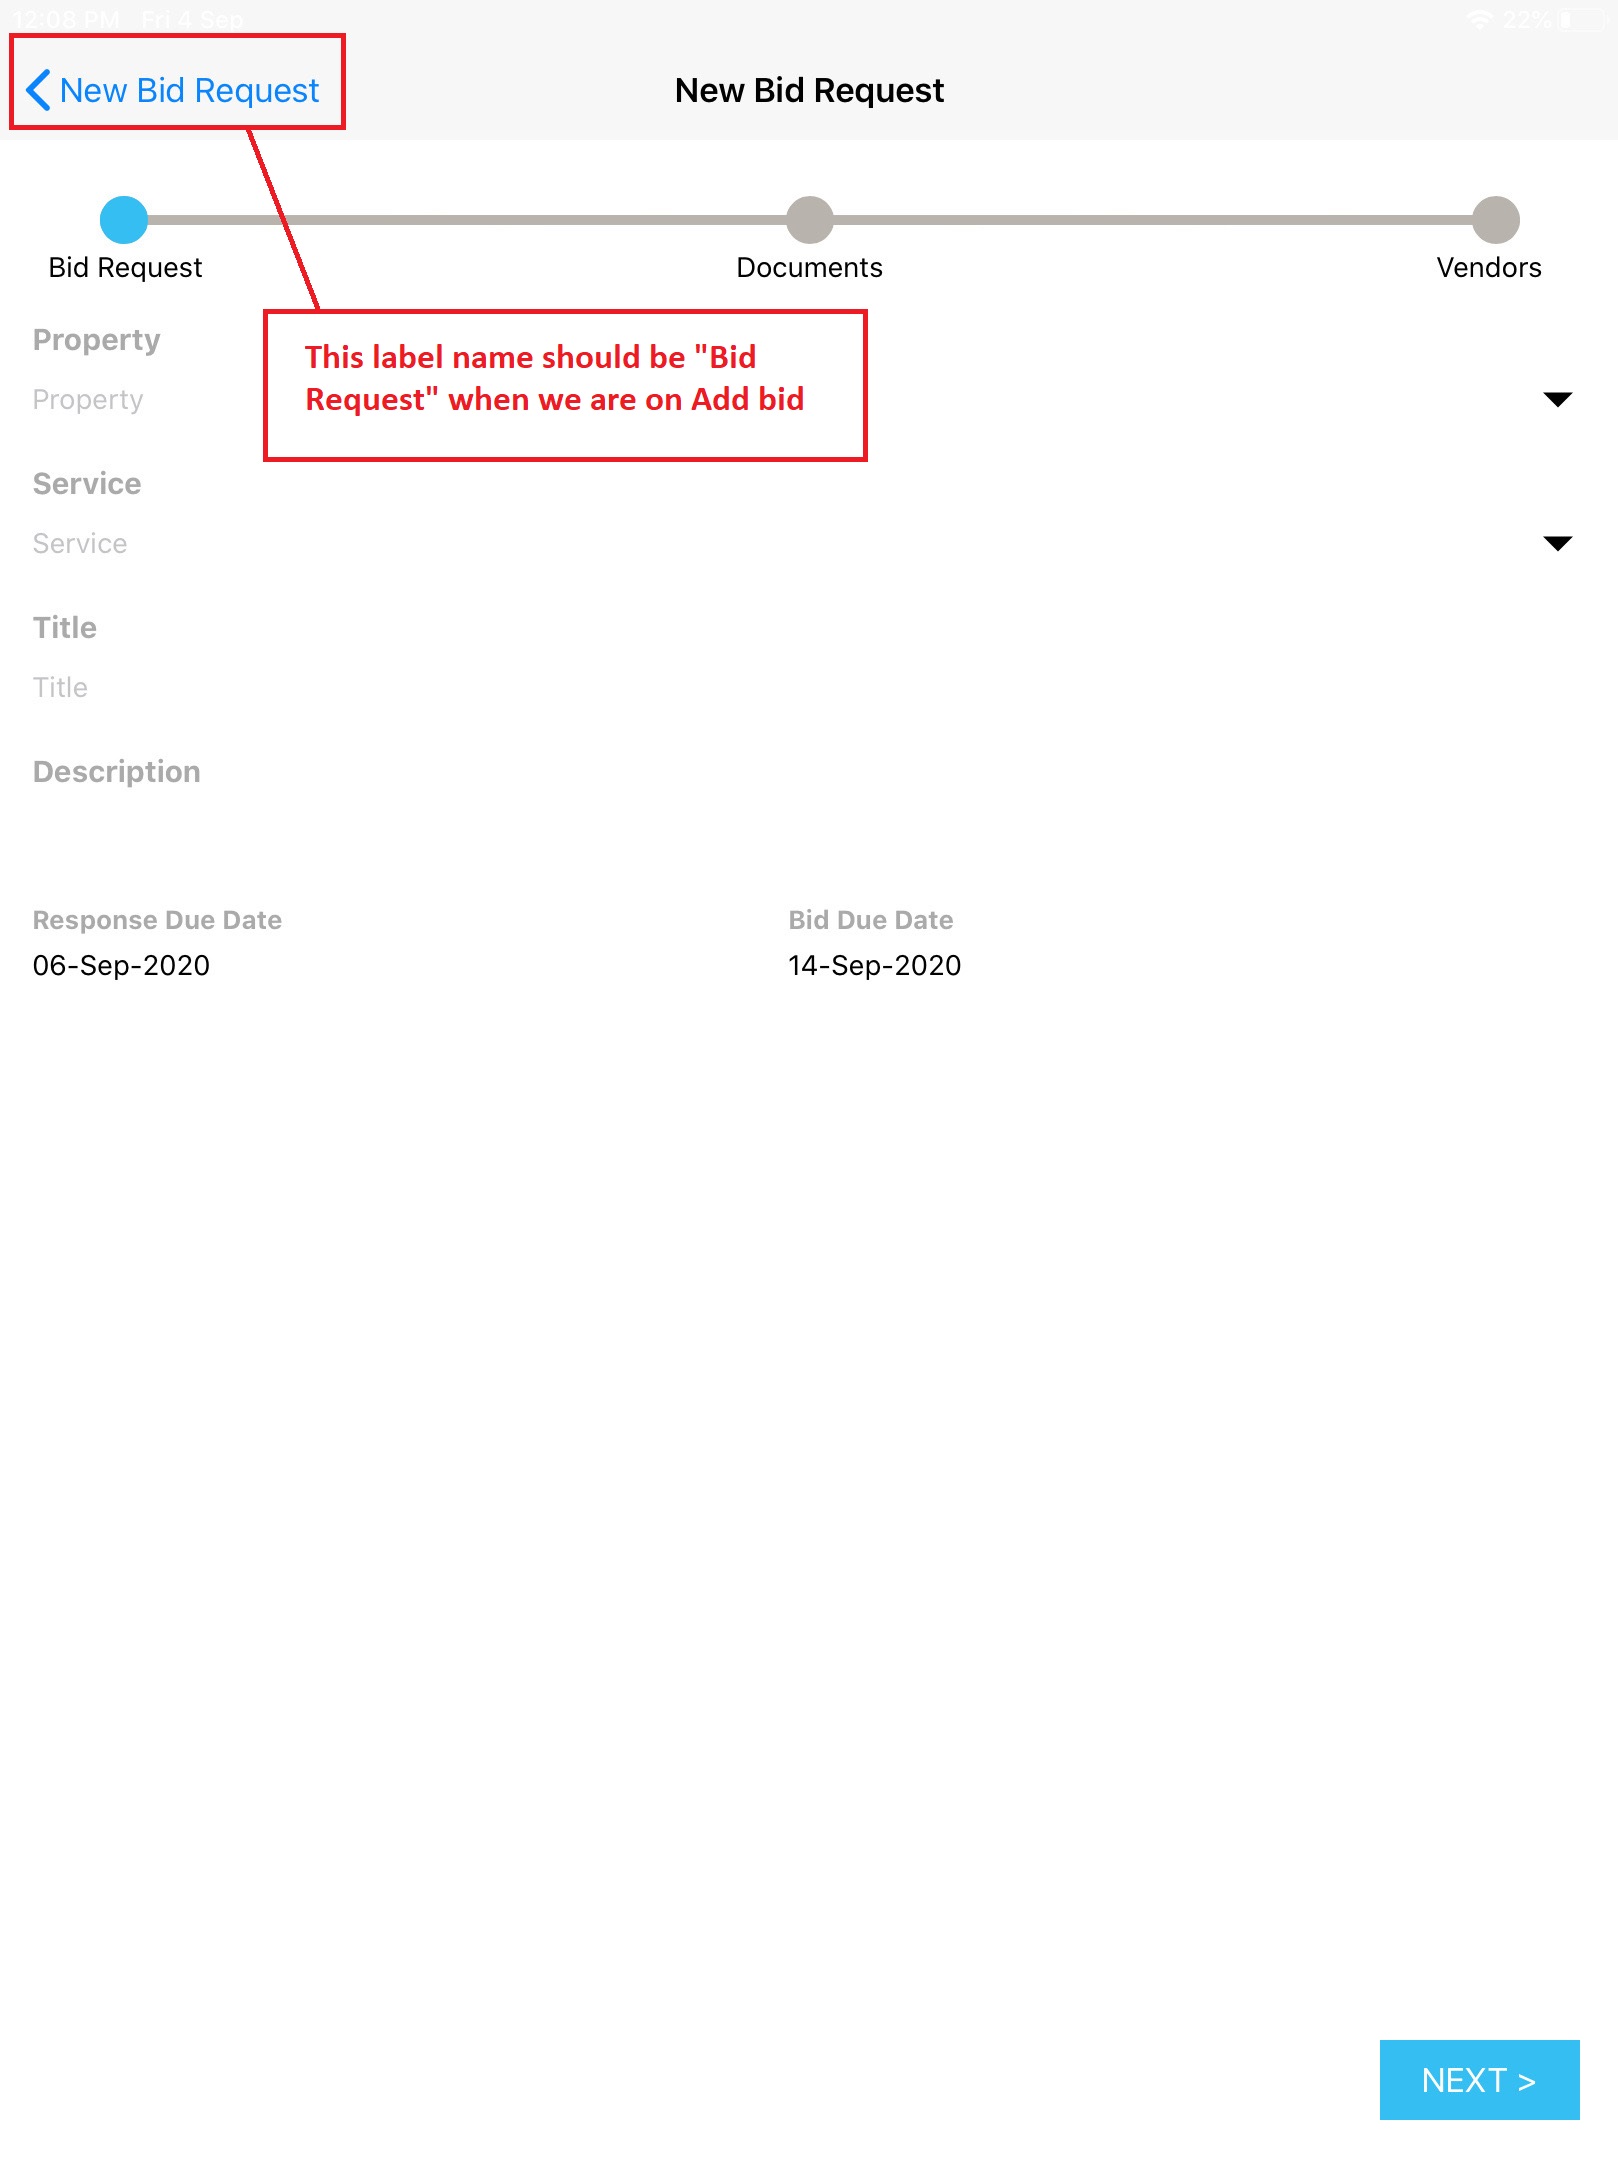 12:08 PM Fri 4 Sep 22%
New Bid Request
New Bid Request
Bid Request
Documents
Vendors
This label name should be "Bid
Request" when we are on Add bid
Property
Property
Service
Service
Title
Title
Description
Response Due Date
Bid Due Date
06-Sep-2020
14-Sep-2020
NEXT >